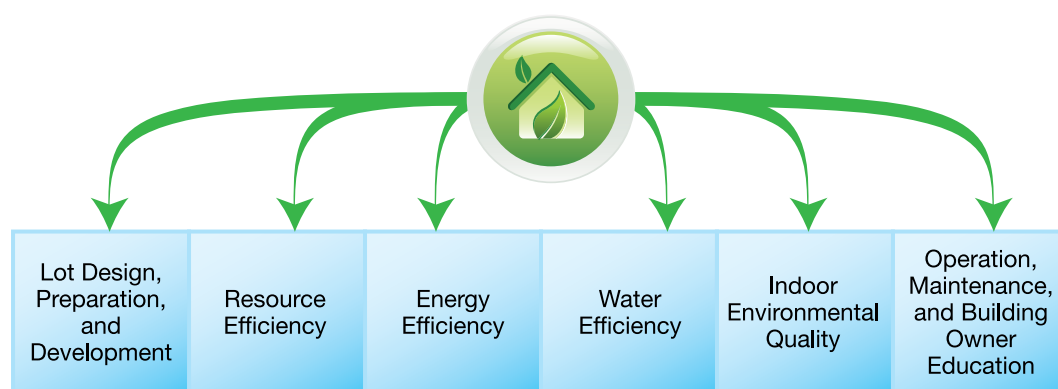 Lot Design,
Preparation,
and
Development
Resource
Efficiency
Energy
Efficiency
Water
Efficiency
Indoor
Environmental
Quality
Operation,
Maintenance,
and Building
Owner
Education